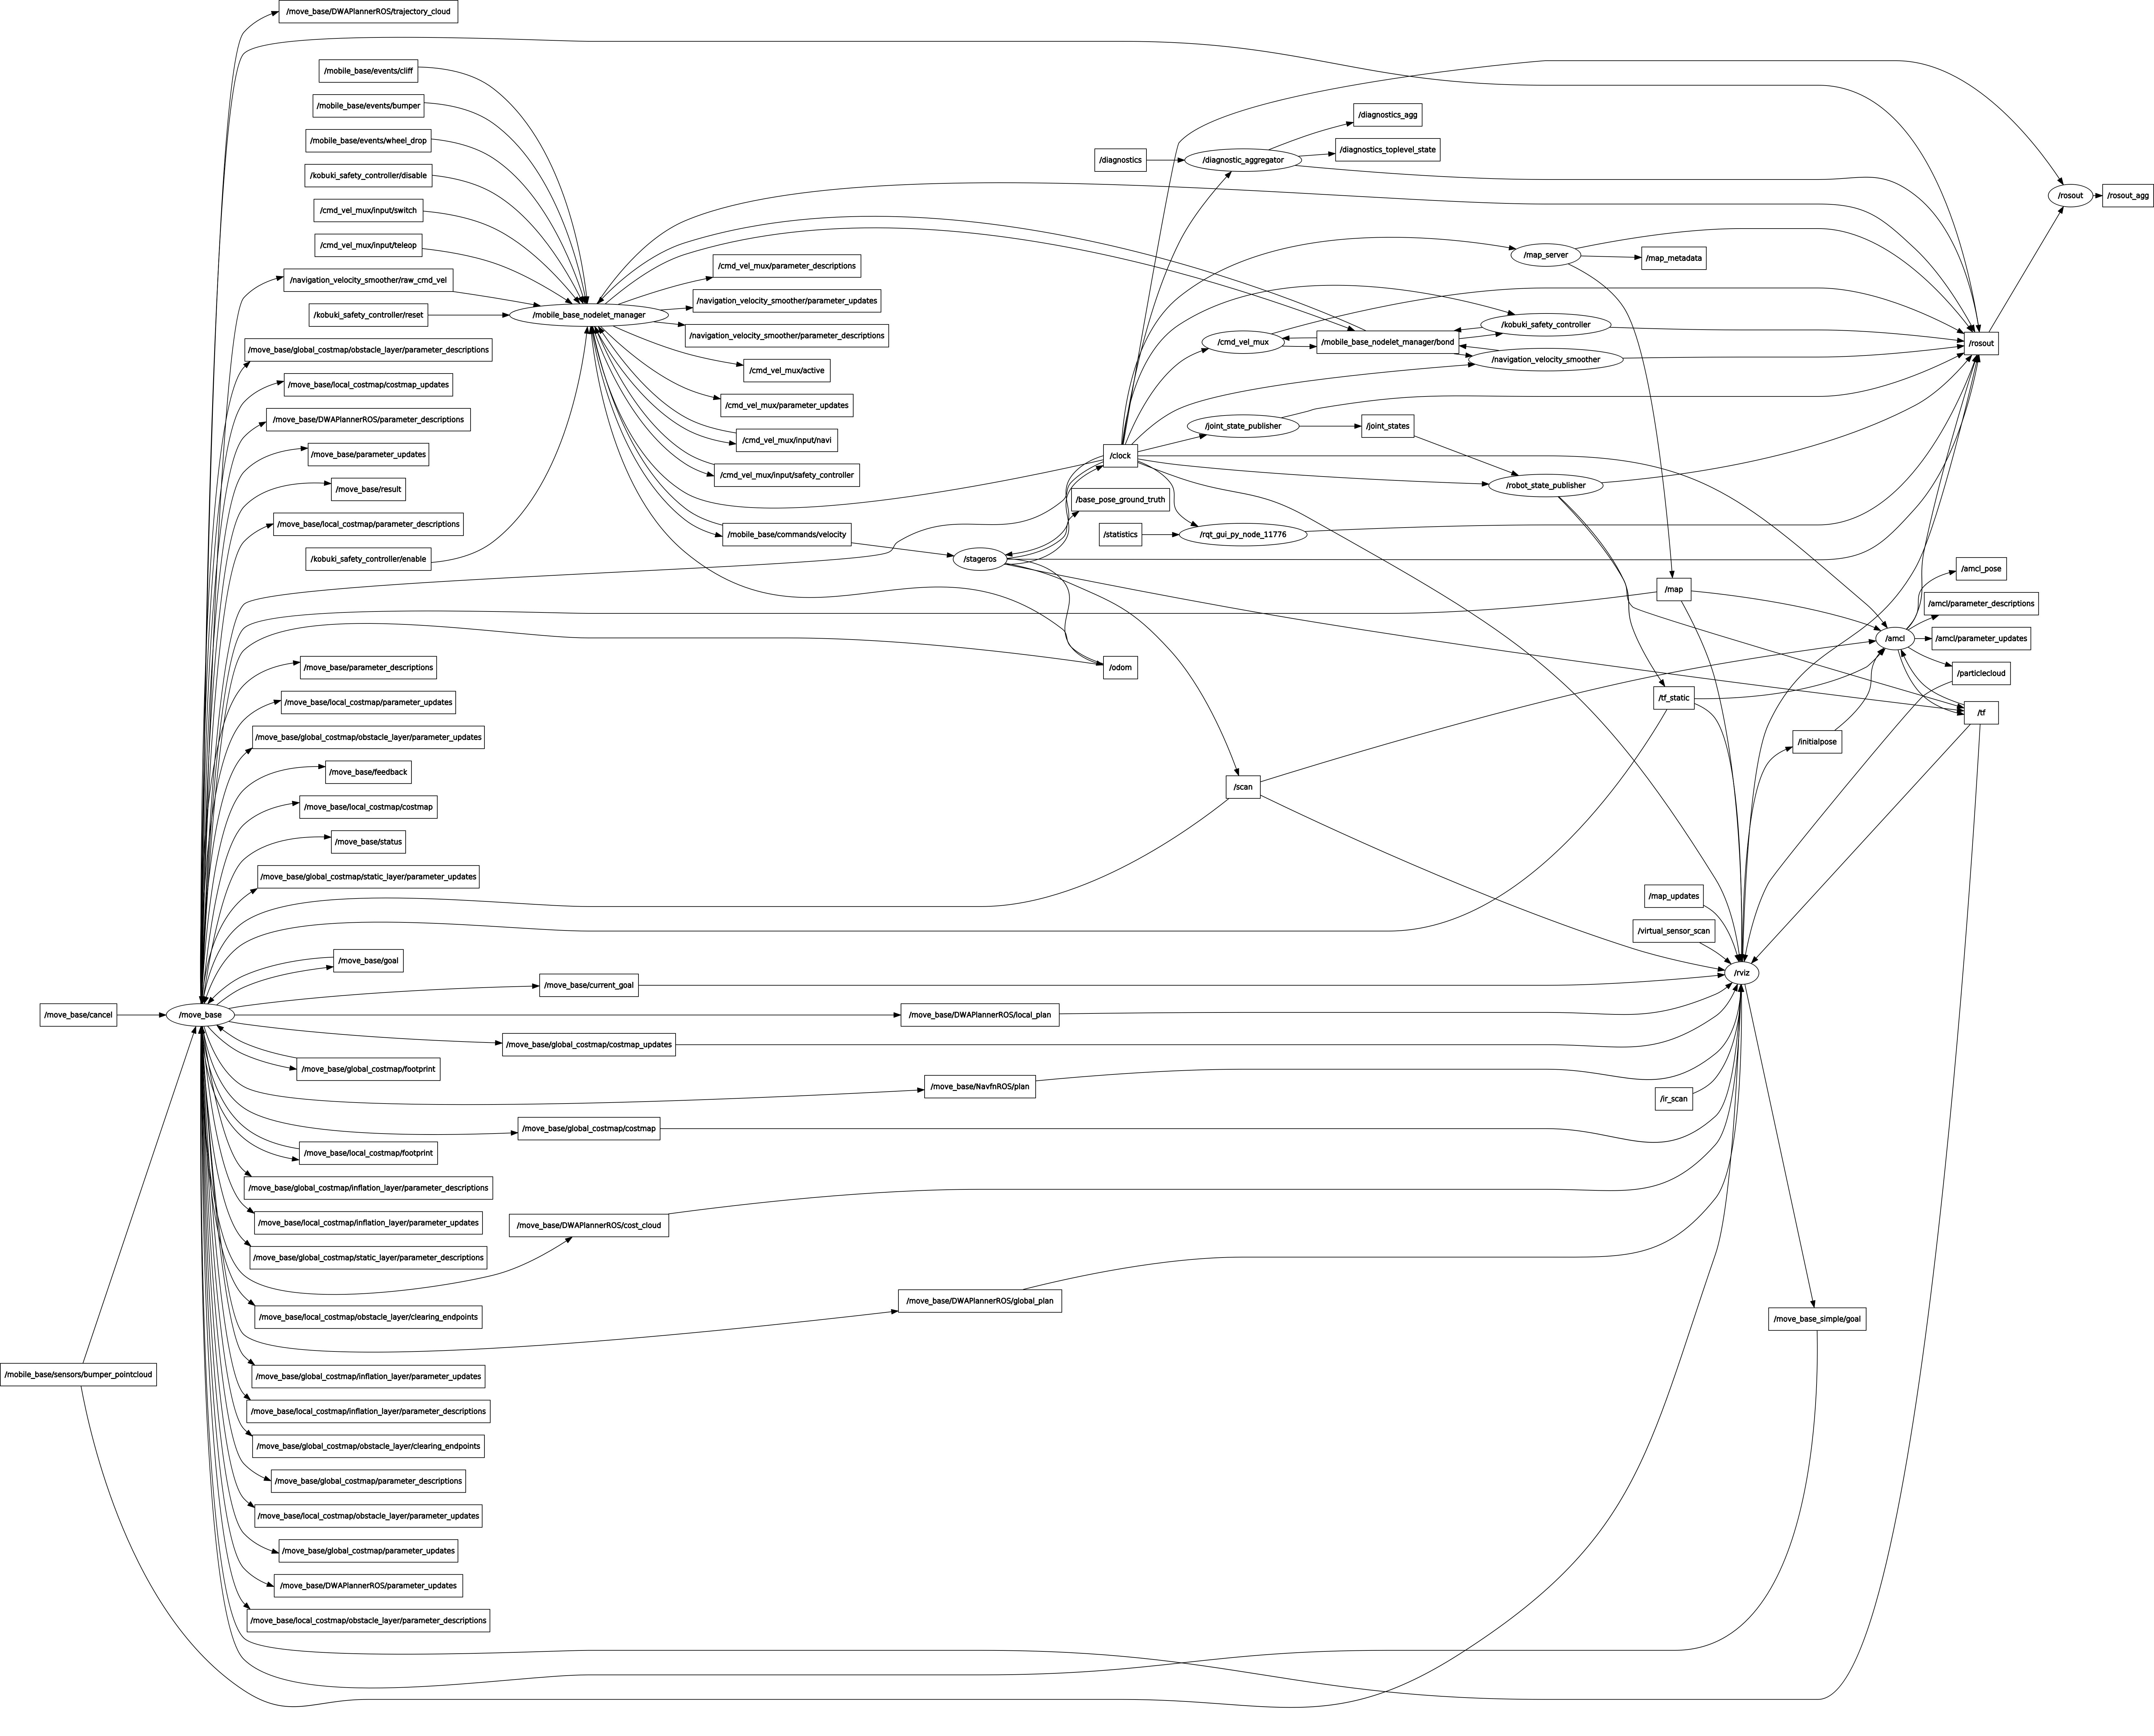 /move_base/DWAPlannerROS/trajectory_cloud
/mobile_base/events/cliff
/mobile_base/events/bumper
/mobile_base/events/wheel_drop
/kobuki_safety_controller/disable
/cmd_vel_mux/input/switch
/cmd_vel_mux/input/teleop
/navigation_velocity_smoother/raw_cmd_vel
/kobuki_safety_controller/reset
/move_base/global_costmap/obstacle_layer/parameter_descriptions
/move_base/local_costmap/costmap_updates
/move_base/DWAPlannerROS/parameter_descriptions
/move_base/parameter_updates
/move_base/result
/move_base/local_costmap/parameter_descriptions
/kobuki_safety_controller/enable
/mobile_base_nodelet_manager
/cmd_vel_mux/parameter_descriptions
/navigation_velocity_smoother/parameter_updates
/navigation_velocity_smoother/parameter_descriptions
/cmd_vel_mux/active
/cmd_vel_mux/parameter_updates
/cmd_vel_mux/input/navi
/cmd_vel_mux/input/safety_controller
/mobile_base/commands/velocity
/diagnostics
/diagnostic_aggregator
/diagnostics_agg
/diagnostics_toplevel_state
/rosout
/rosout_agg
/map_server
/map_metadata
/kobuki_safety_controller
/cmd_vel_mux
/mobile_base_nodelet_manager/bond
/navigation_velocity_smoother
/rosout
/joint_state_publisher
/joint_states
/clock
/robot_state_publisher
/base_pose_ground_truth
/statistics
/rqt_gui_py_node_11776
/stageros
/map
/amcl_pose
/amcl/parameter_descriptions
/amcl
/amcl/parameter_updates
/particlecloud
/odom
/tf_static
/tf
/initialpose
/scan
/move_base/parameter_descriptions
/move_base/local_costmap/parameter_updates
/move_base/global_costmap/obstacle_layer/parameter_updates
/move_base/feedback
/move_base/local_costmap/costmap
/move_base/status
/move_base/global_costmap/static_layer/parameter_updates
/map_updates
/virtual_sensor_scan
/rviz
/move_base/goal
/move_base/current_goal
/move_base/cancel
/move_base
/move_base/DWAPlannerROS/local_plan
/move_base/global_costmap/costmap_updates
/move_base/global_costmap/footprint
/move_base/NavfnROS/plan
/ir_scan
/move_base/global_costmap/costmap
/move_base/local_costmap/footprint
/move_base/global_costmap/inflation_layer/parameter_descriptions
/move_base/local_costmap/inflation_layer/parameter_updates
/move_base/DWAPlannerROS/cost_cloud
/move_base/global_costmap/static_layer/parameter_descriptions
/move_base/DWAPlannerROS/global_plan
/move_base/local_costmap/obstacle_layer/clearing_endpoints
/move_base_simple/goal
/mobile_base/sensors/bumper_pointcloud
/move_base/global_costmap/inflation_layer/parameter_updates
/move_base/local_costmap/inflation_layer/parameter_descriptions
/move_base/global_costmap/obstacle_layer/clearing_endpoints
/move_base/global_costmap/parameter_descriptions
/move_base/local_costmap/obstacle_layer/parameter_updates
/move_base/global_costmap/parameter_updates
/move_base/DWAPlannerROS/parameter_updates
/move_base/local_costmap/obstacle_layer/parameter_descriptions